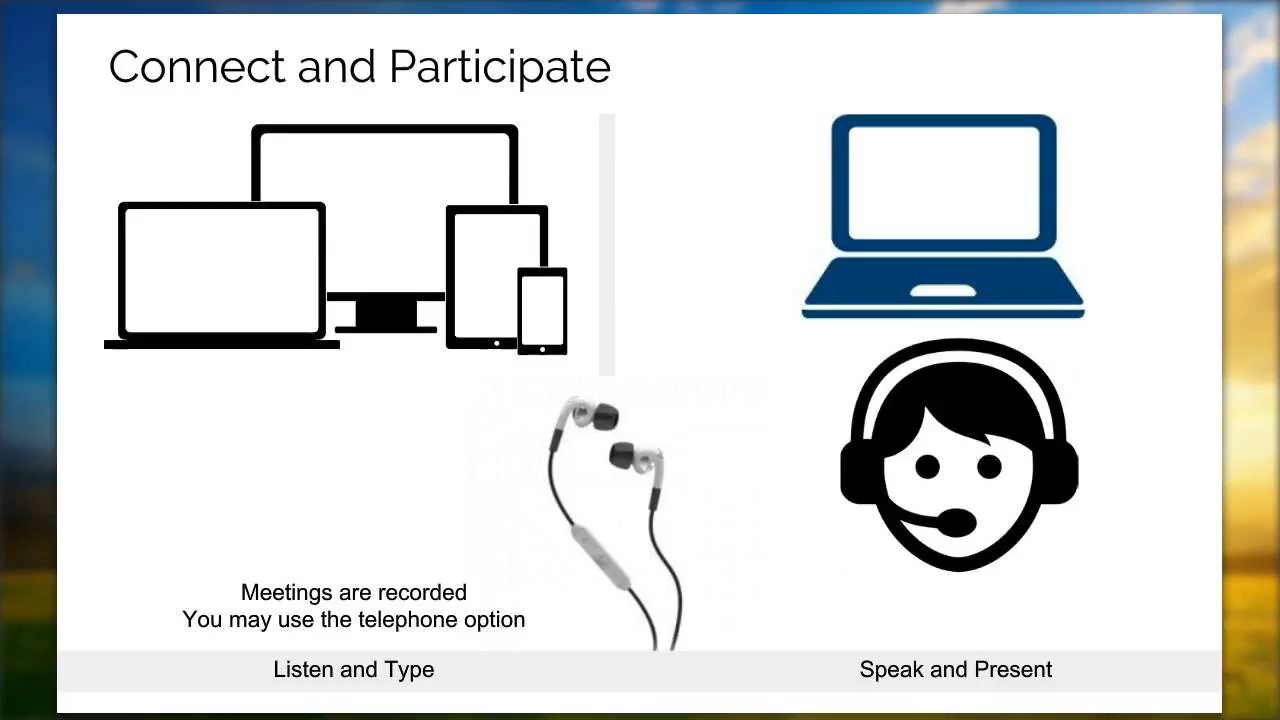 Connect and Participate
Meetings are recorded
You may use the telephone option
Listen and Type
Speak and Present